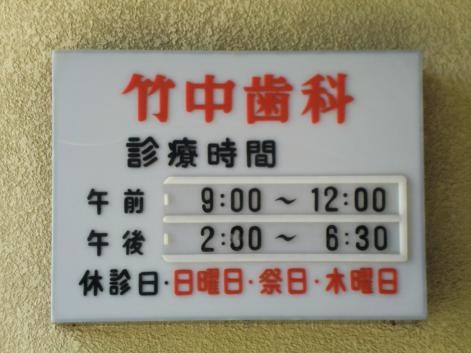 竹中歯科
診療時間
午前 9:00 〜 12:00
午後 2:00 〜 6:30
休診日・日曜日・祭日・木曜日